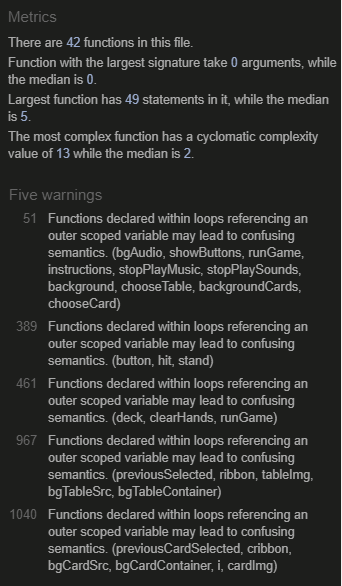 Metrics
There are 42 functions in this file.
Function with the largest signature take 0 arguments, while
the median is 0.
Largest function has 49 statements in it, while the median
is 5.
The most complex function has a cyclomatic complexity
value of 13 while the median is 2.
Five warnings
51 Functions declared within loops referencing an
outer scoped variable may lead to confusing
semantics. (bgAudio, showButtons, runGame,
instructions, stopPlayMusic, stopPlaySounds,
background, chooseTable, backgroundCards,
chooseCard)
389 Functions declared within loops referencing an
outer scoped variable may lead to confusing
semantics. (button, hit, stand)
461 Functions declared within loops referencing an
outer scoped variable may lead to confusing
semantics. (deck, clearHands, runGame)
967 Functions declared within loops referencing an
outer scoped variable may lead to confusing
semantics. (previousSelected, ribbon, tableImg,
bgTableSrc, bgTableContainer)
1040 Functions declared within loops referencing an
outer scoped variable may lead to confusing
semantics. (previousCardSelected, cribbon,
bgCardSrc, bgCardContainer, i, cardImg)